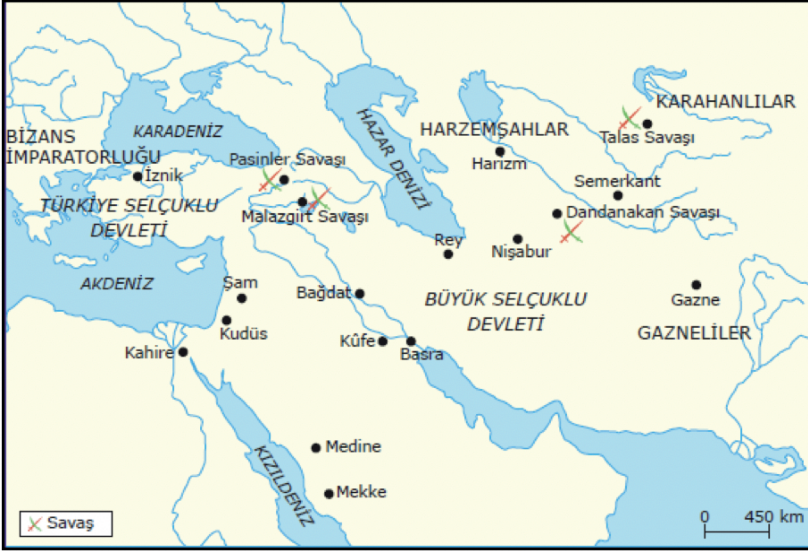 KARADENİZ
HAZAR DENİZİ
KARAHANLILAR
HARZEMŞAHLAR
Talas Savaşı
BİZANS
İMPARATORLUĞU
Pasinler Savaşı
Harizm
İznik
Semerkant
TÜRKİYE SELÇUKLU
DEVLETİ
Malazgirt Savaşı
Dandanakan Savaşı
Rey
Nişabur
AKDENİZ
Şam
Bağdat
BÜYÜK SELÇUKLU
DEVLETİ
Gazne
Kudüs
GAZNELİLER
Kahire
Kûfe
Basra
Medine
KIZILDENİZ
Mekke
Savaş
0 450 km